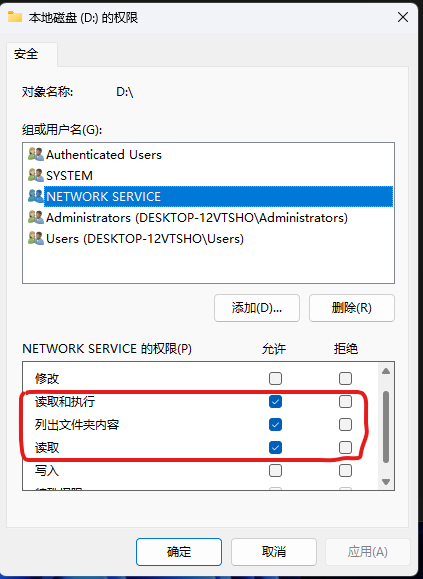 本地磁盘 (D:) 的权限
安全
对象名称: D:\
组或用户名(G):
Authenticated Users
SYSTEM
NETWORK SERVICE
Administrators (DESKTOP-12VTSHO\Administrators)
Users (DESKTOP-12VTSHO\Users)
添加(D)... 删除(R)
NETWORK SERVICE 的权限(P) 允许 拒绝
修改
读取和执行
列出文件夹内容
读取
写入
确定 取消 应用(A)